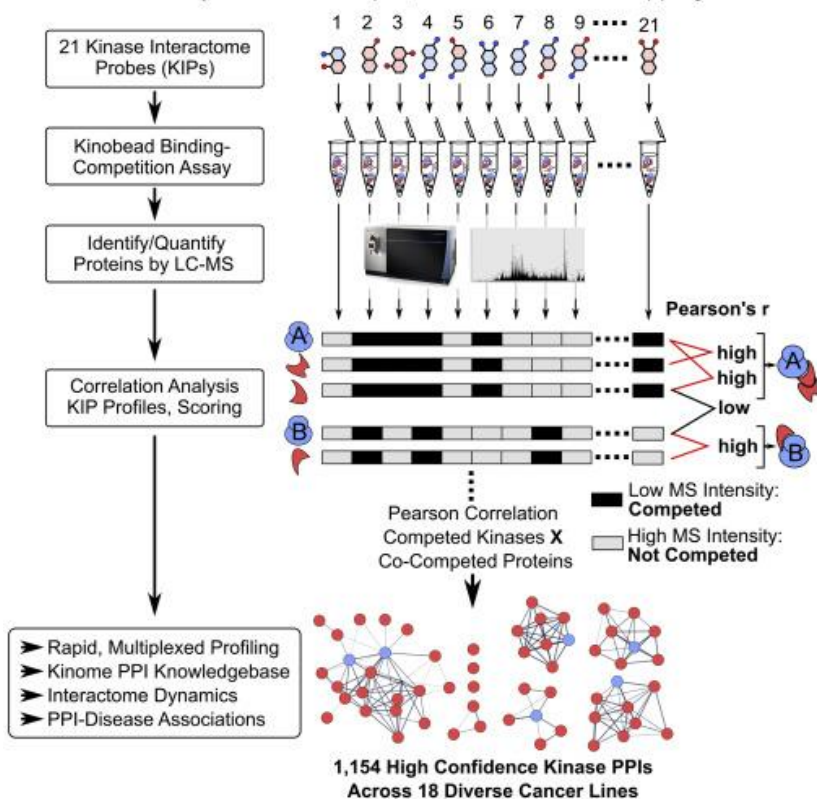 1 2 3 4 5 6 7 8 9 21
21 Kinase Interactome
Probes (KIPs)
Kinobead Binding-
Competition Assay
Identify/Quantify
Proteins by LC-MS
Pearson's r
A
high
A
high
Correlation Analysis
KIP Profiles, Scoring
low
B
high
B
Low MS Intensity:
Competed
High MS Intensity:
Not Competed
Pearson Correlation
Competed Kinases X
Co-Competed Proteins
Rapid, Multiplexed Profiling
Kinome PPI Knowledgebase
Interactome Dynamics
PPI-Disease Associations
1,154 High Confidence Kinase PPIs
Across 18 Diverse Cancer Lines